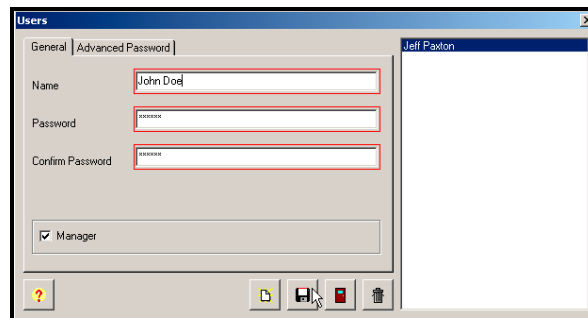 Users
General Advanced Password
Jeff Paxton
Name John Doe
Password ××××××
Confirm Password ××××××
Manager
?